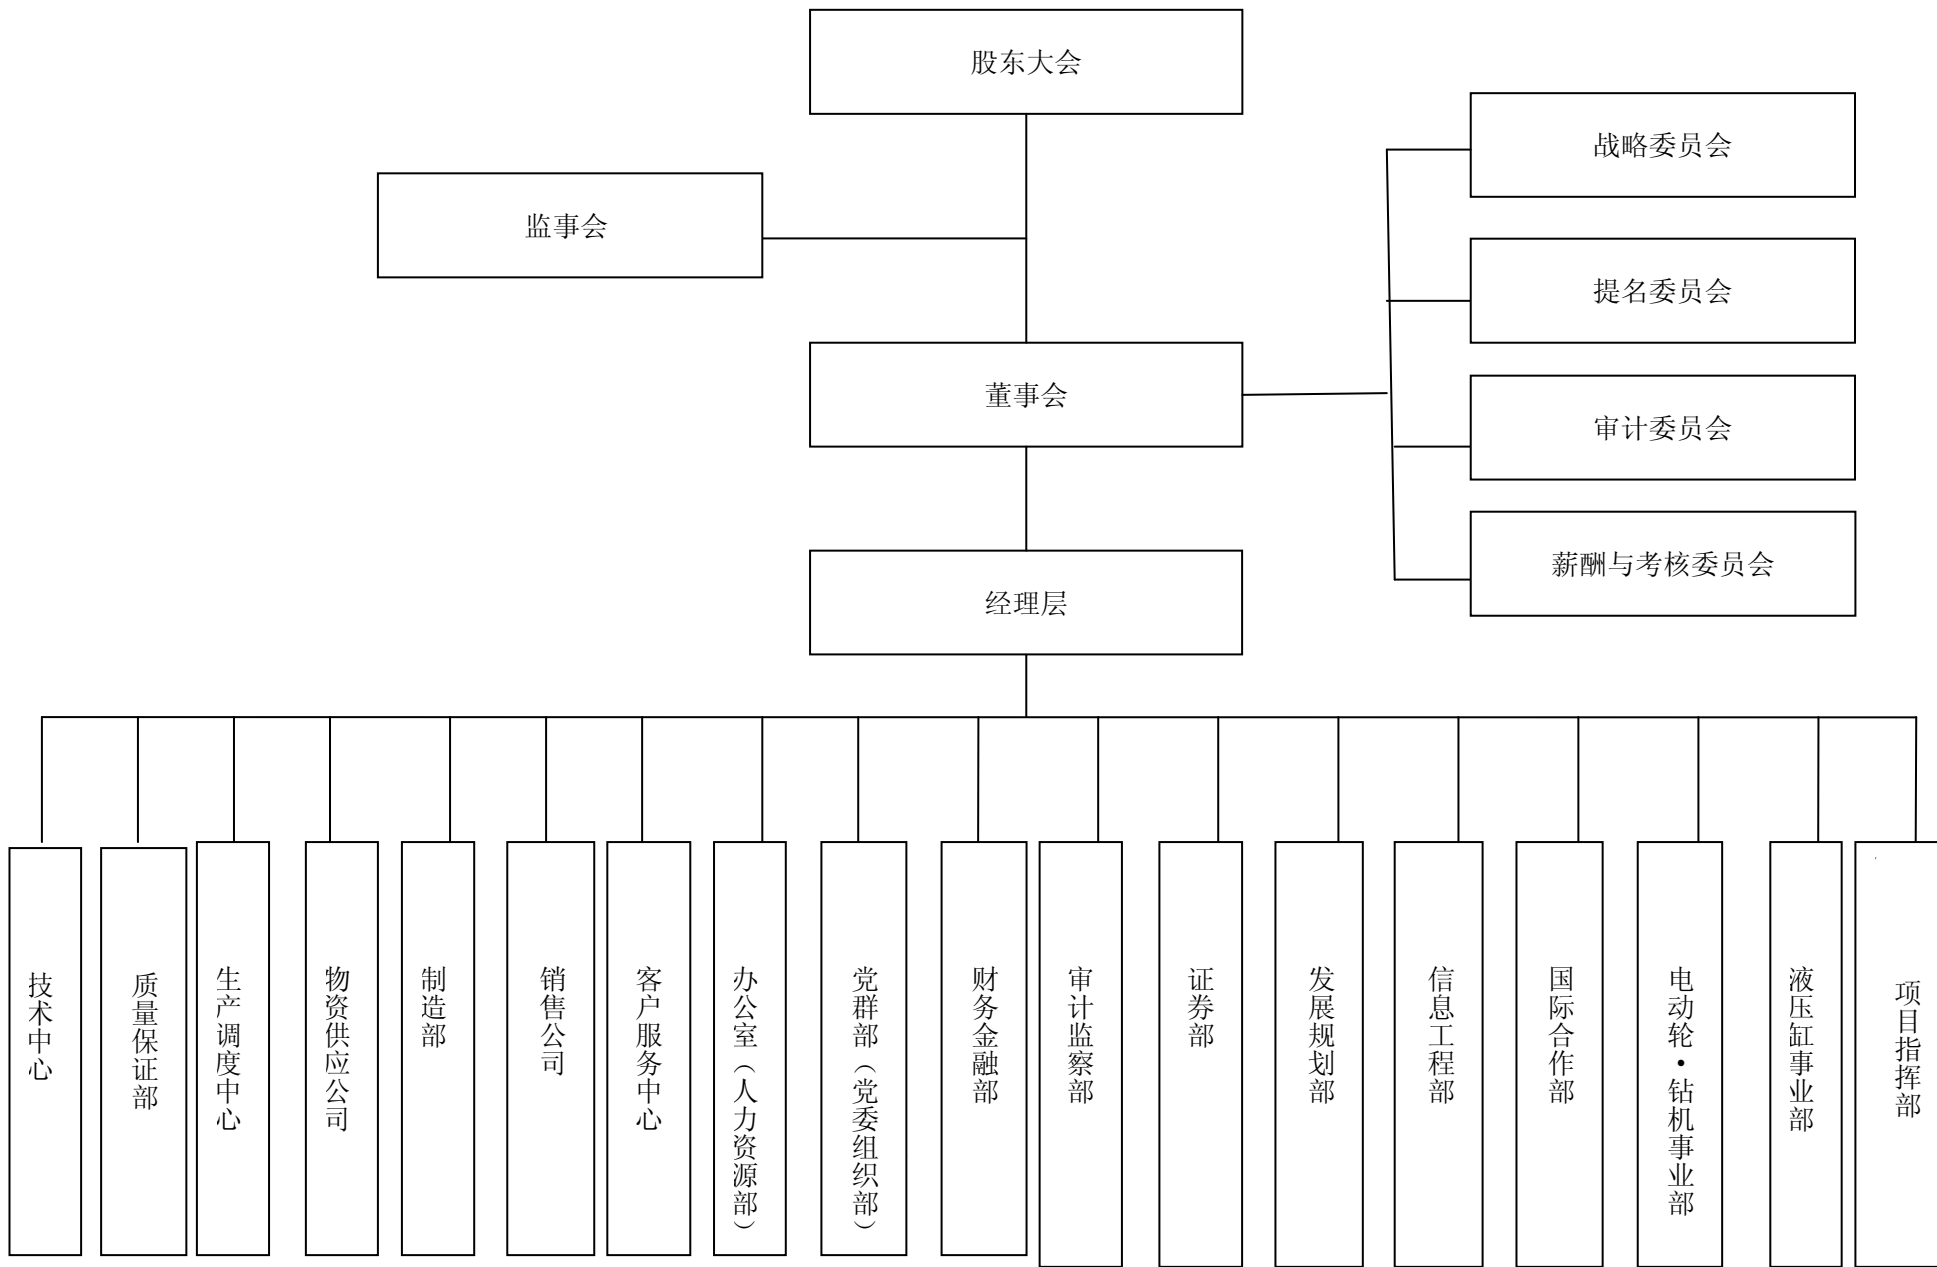 股东大会
战略委员会
监事会
提名委员会
董事会
审计委员会
薪酬与考核委员会
经理层
技术中心
质量保证部
生产调度中心
物资供应公司
制造部
销售公司
客户服务中心
办公室（人力资源部）
党群部（党委组织部）
财务金融部
审计监察部
证券部
发展规划部
信息工程部
国际合作部
电动轮·钻机事业部
液压缸事业部
项目指挥部